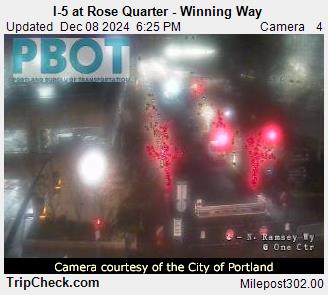 I-5 at Rose Quarter - Winning Way
Updated Dec 08 2024 6:25 PM Camera 4
PBOT
PORTLAND BUREAU OF TRANSPORTATION
4 - N. Ramsey Wy
@ One Ctr
Camera courtesy of the City of Portland
TripCheck.com Milepost302.00